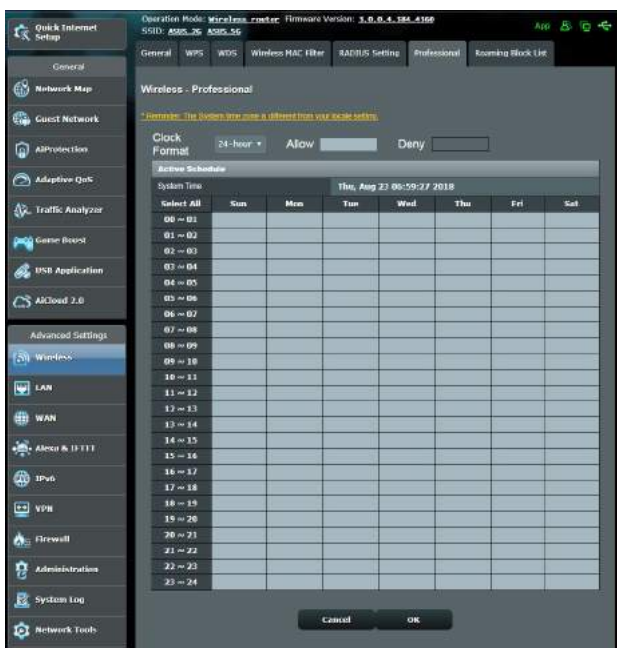 Quick Internet Setup
Operation Mode: Wireless router Firmware Version: 3.0.0.4.384_4360
SSID: ASUS_2G ASUS_5G
App
General WPS WDS Wireless MAC Filter RADIUS Setting Professional Roaming Block List
General
Network Map
Guest Network
AiProtection
Adaptive QoS
Traffic Analyzer
Game Boost
USB Application
AiCloud 2.0
Advanced Settings
Wireless
LAN
WAN
Alexa & IFTTT
IPv6
VPN
Firewall
Administration
System Log
Network Tools
Wireless - Professional
* Reminder: The System time zone is different from your locale setting.
Clock Format 24-hour Allow Deny
Active Schedule
System Time Thu, Aug 23 06:59:27 2018
Select All Sun Mon Tue Wed Thu Fri Sat
00 ~ 01
01 ~ 02
02 ~ 03
03 ~ 04
04 ~ 05
05 ~ 06
06 ~ 07
07 ~ 08
08 ~ 09
09 ~ 10
10 ~ 11
11 ~ 12
12 ~ 13
13 ~ 14
14 ~ 15
15 ~ 16
16 ~ 17
17 ~ 18
18 ~ 19
19 ~ 20
20 ~ 21
21 ~ 22
22 ~ 23
23 ~ 24
Cancel OK